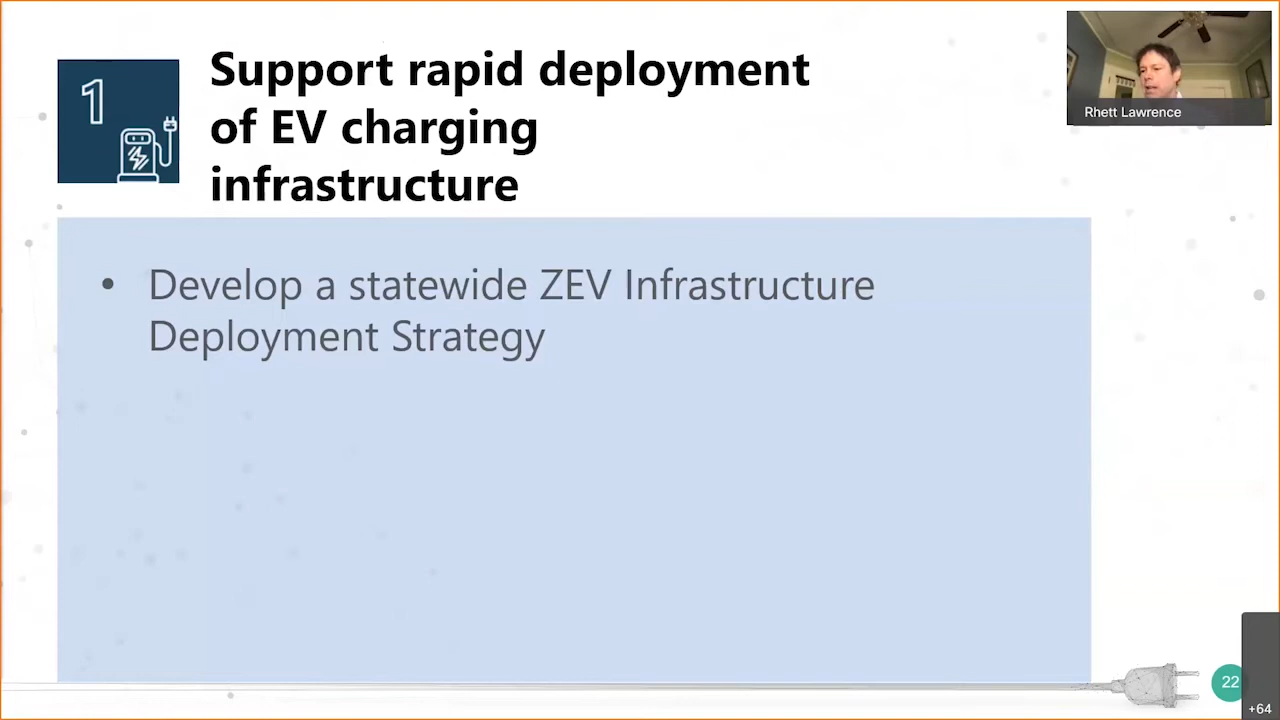 1
Support rapid deployment
of EV charging
infrastructure
Rhett Lawrence
• Develop a statewide ZEV Infrastructure
Deployment Strategy
22
+64